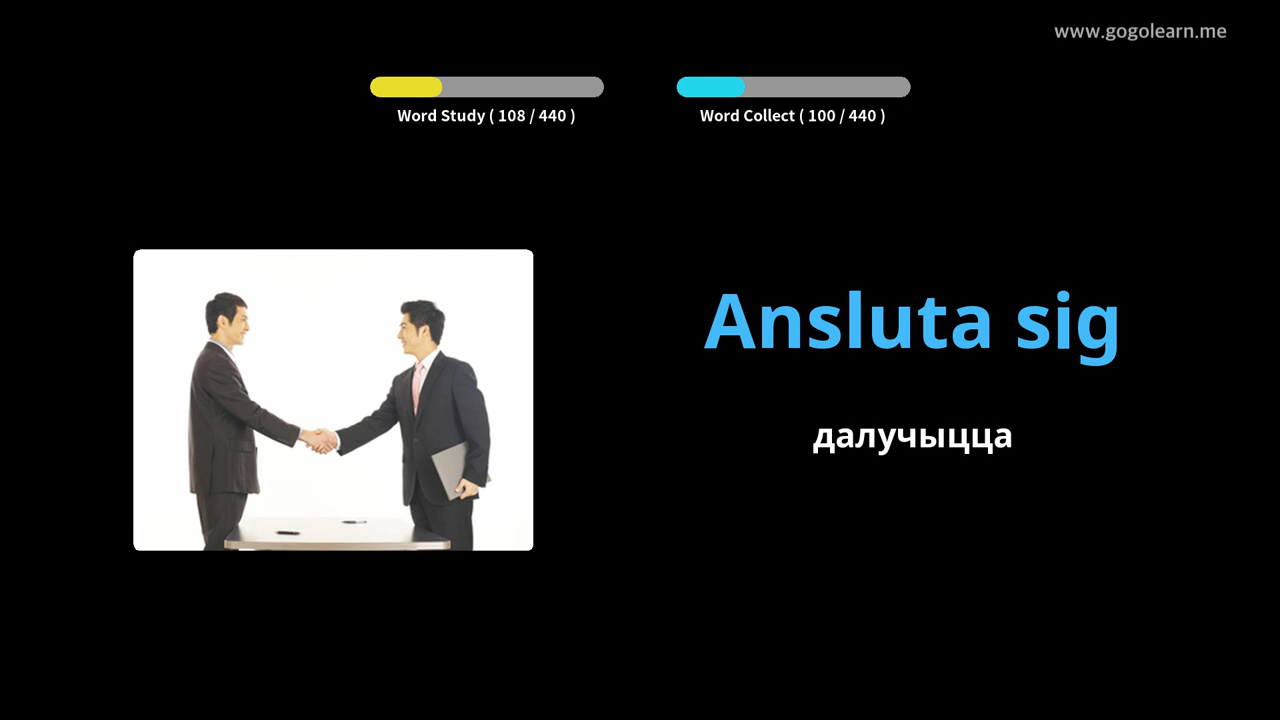 www.gogolearn.me
Word Study ( 108 / 440 )
Word Collect ( 100 / 440 )
Ansluta sig
далучыцца